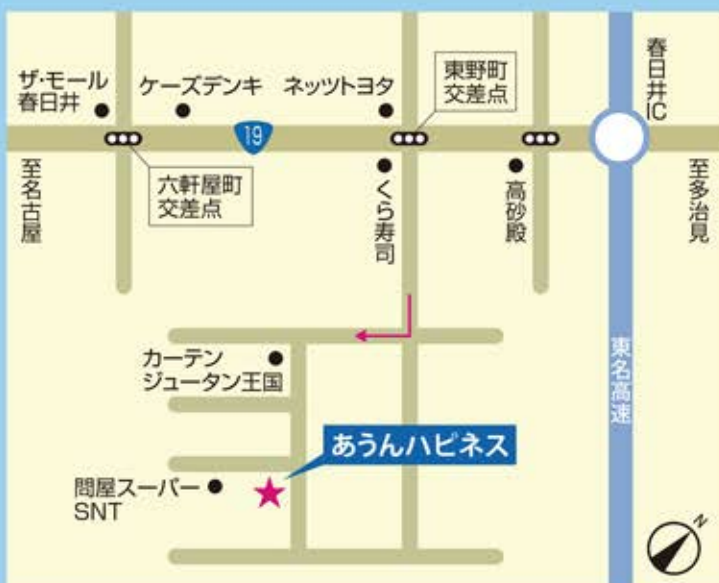 ザ・モール
春日井
ケーズデンキ
ネッツトヨタ
東野町
交差点
春日井IC
19
至名古屋
六軒屋町
交差点
くら寿司
高砂殿
至多治見
カーテン
ジュータン王国
東名高速
あうんハピネス
問屋スーパー
SNT
N